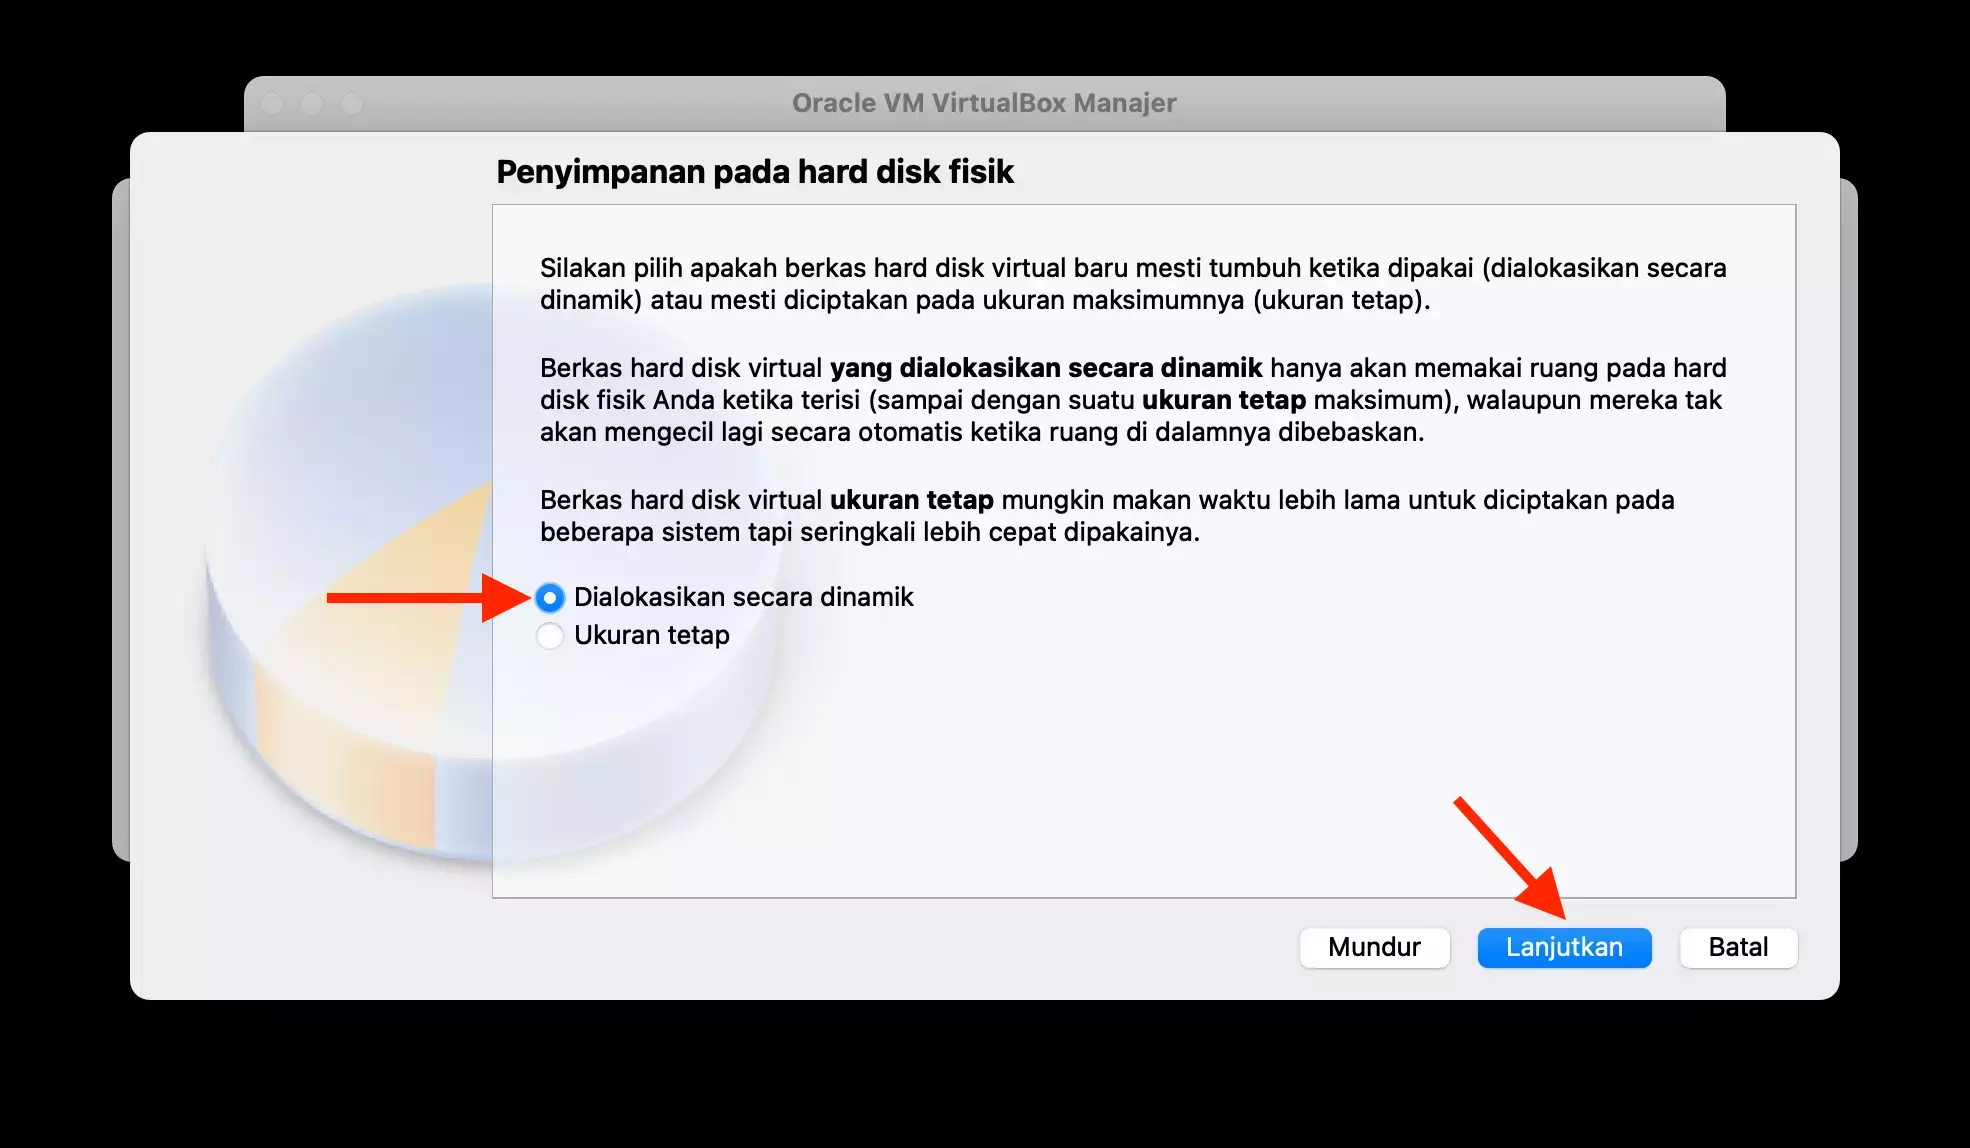 Oracle VM VirtualBox Manajer
Penyimpanan pada hard disk fisik
Silakan pilih apakah berkas hard disk virtual baru mesti tumbuh ketika dipakai (dialokasikan secara
dinamik) atau mesti diciptakan pada ukuran maksimumnya (ukuran tetap).
Berkas hard disk virtual yang dialokasikan secara dinamik hanya akan memakai ruang pada hard
disk fisik Anda ketika terisi (sampai dengan suatu ukuran tetap maksimum), walaupun mereka tak
akan mengecil lagi secara otomatis ketika ruang di dalamnya dibebaskan.
Berkas hard disk virtual ukuran tetap mungkin makan waktu lebih lama untuk diciptakan pada
beberapa sistem tapi seringkali lebih cepat dipakainya.
Dialokasikan secara dinamik
Ukuran tetap
Mundur
Lanjutkan
Batal